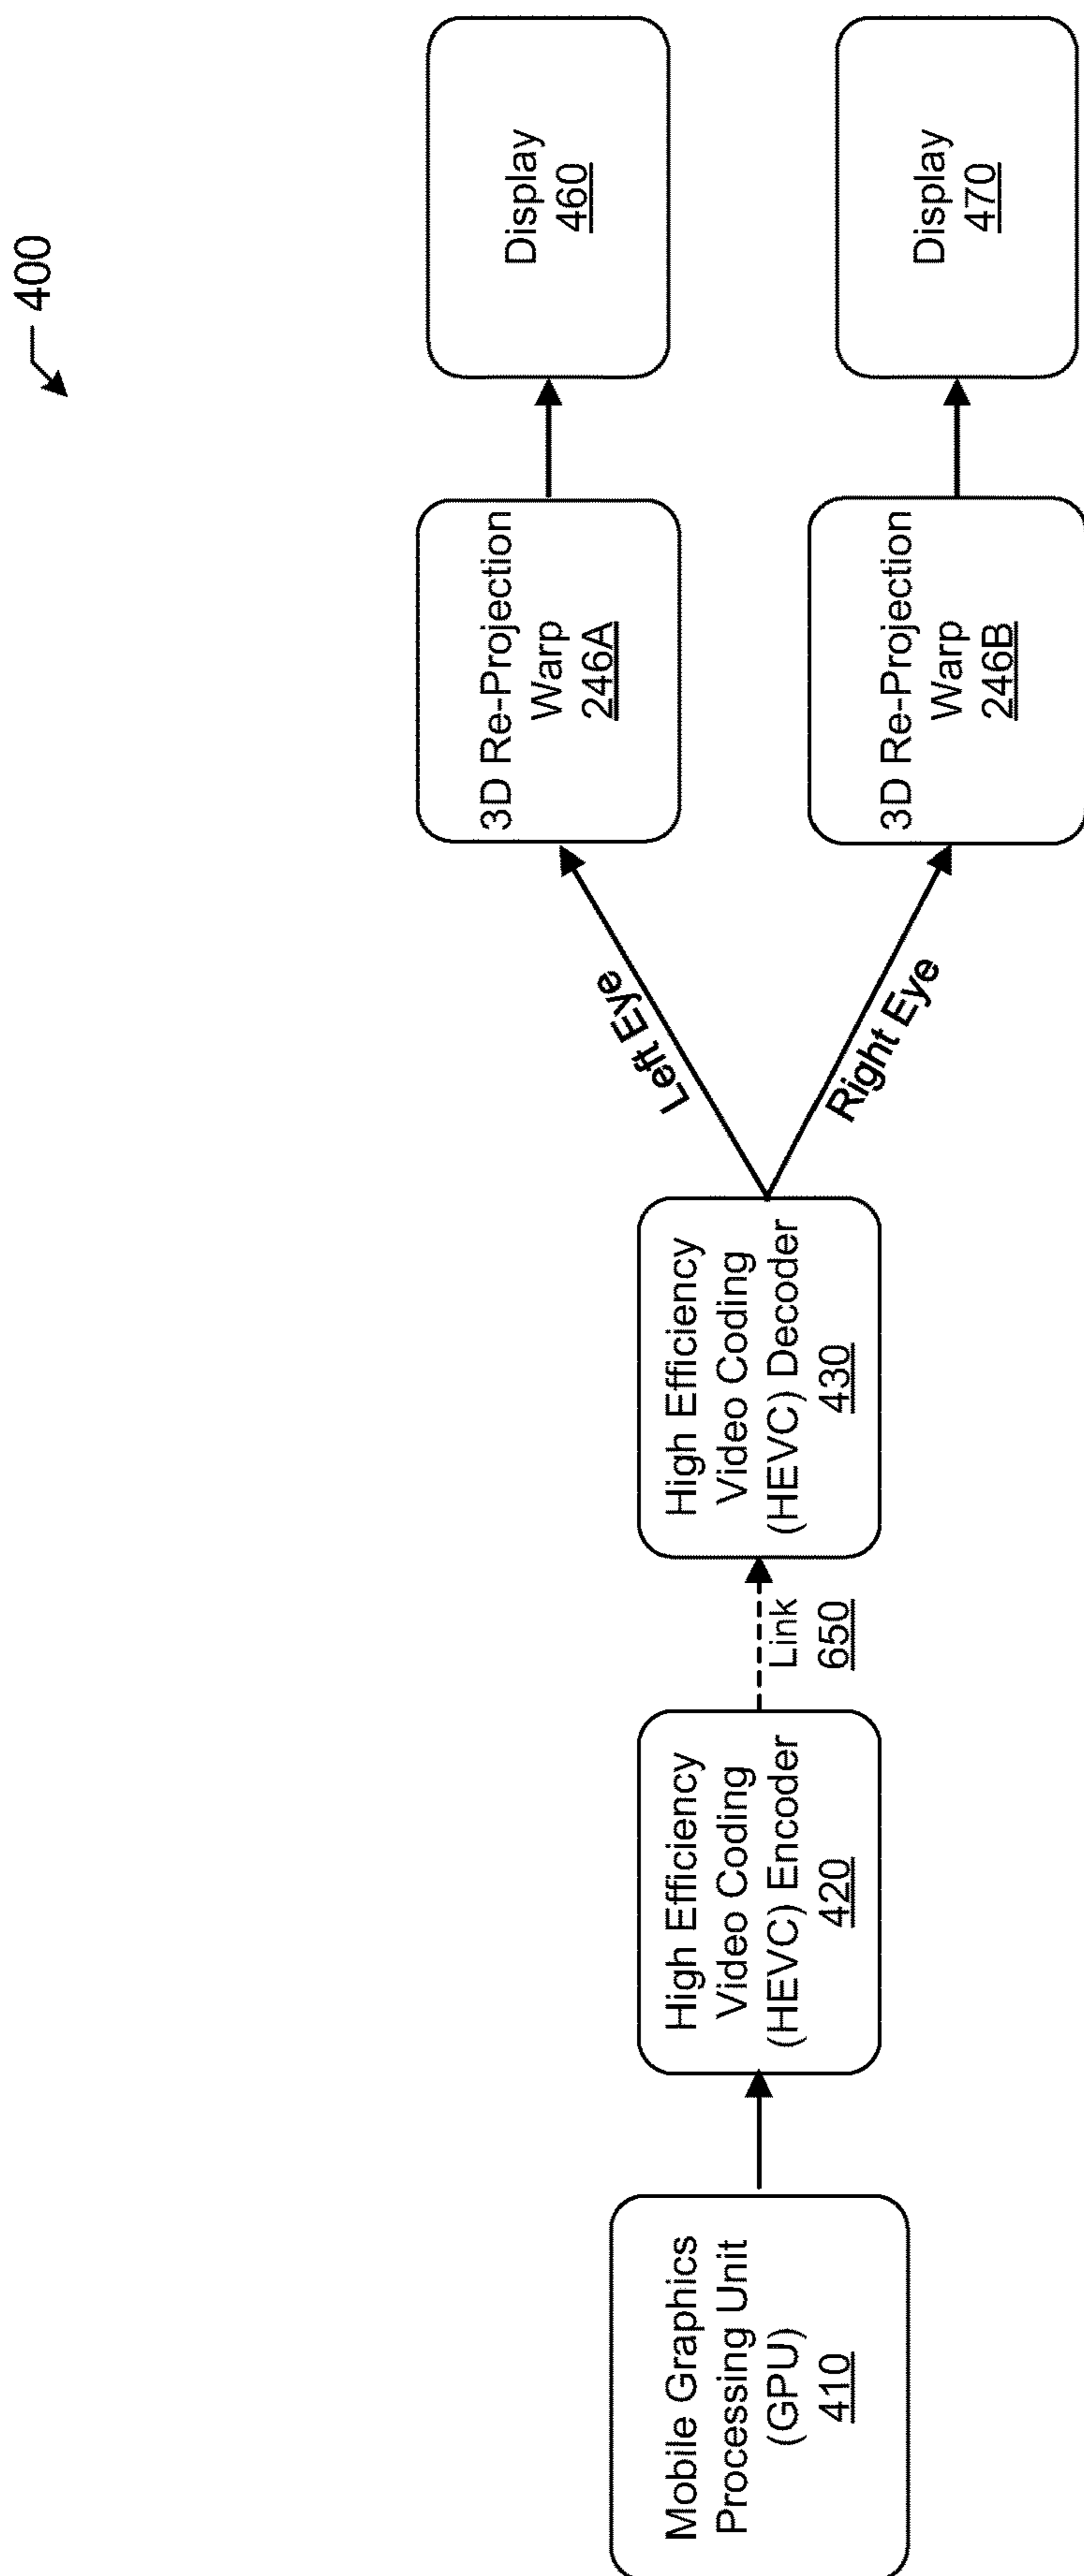 400
Mobile Graphics
Processing Unit
(GPU)
410
High Efficiency
Video Coding
(HEVC) Encoder
420
Link
650
High Efficiency
Video Coding
(HEVC) Decoder
430
Left Eye
Right Eye
3D Re-Projection
Warp
246A
Display
460
3D Re-Projection
Warp
246B
Display
470